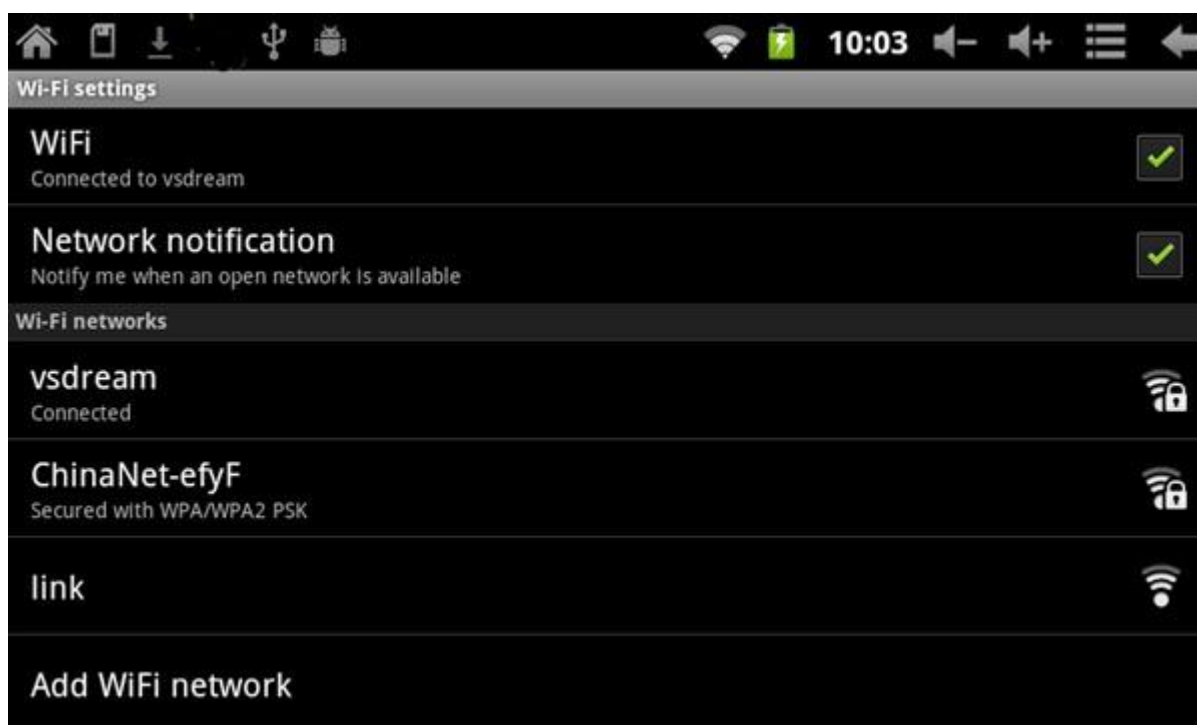 10:03
Wi-Fi settings
WiFi
Connected to vsdream
Network notification
Notify me when an open network is available
Wi-Fi networks
vsdream
Connected
ChinaNet-efyF
Secured with WPA/WPA2 PSK
link
Add WiFi network